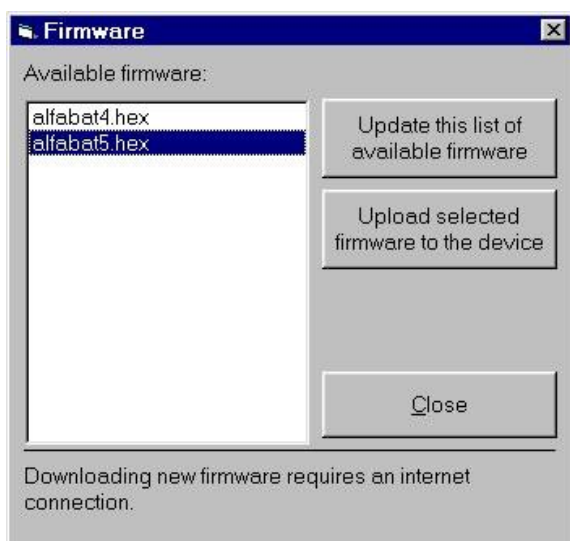 Firmware
Available firmware:
alfabat4.hex
alfabat5.hex
Update this list of
available firmware
Upload selected
firmware to the device
Close
Downloading new firmware requires an internet
connection.